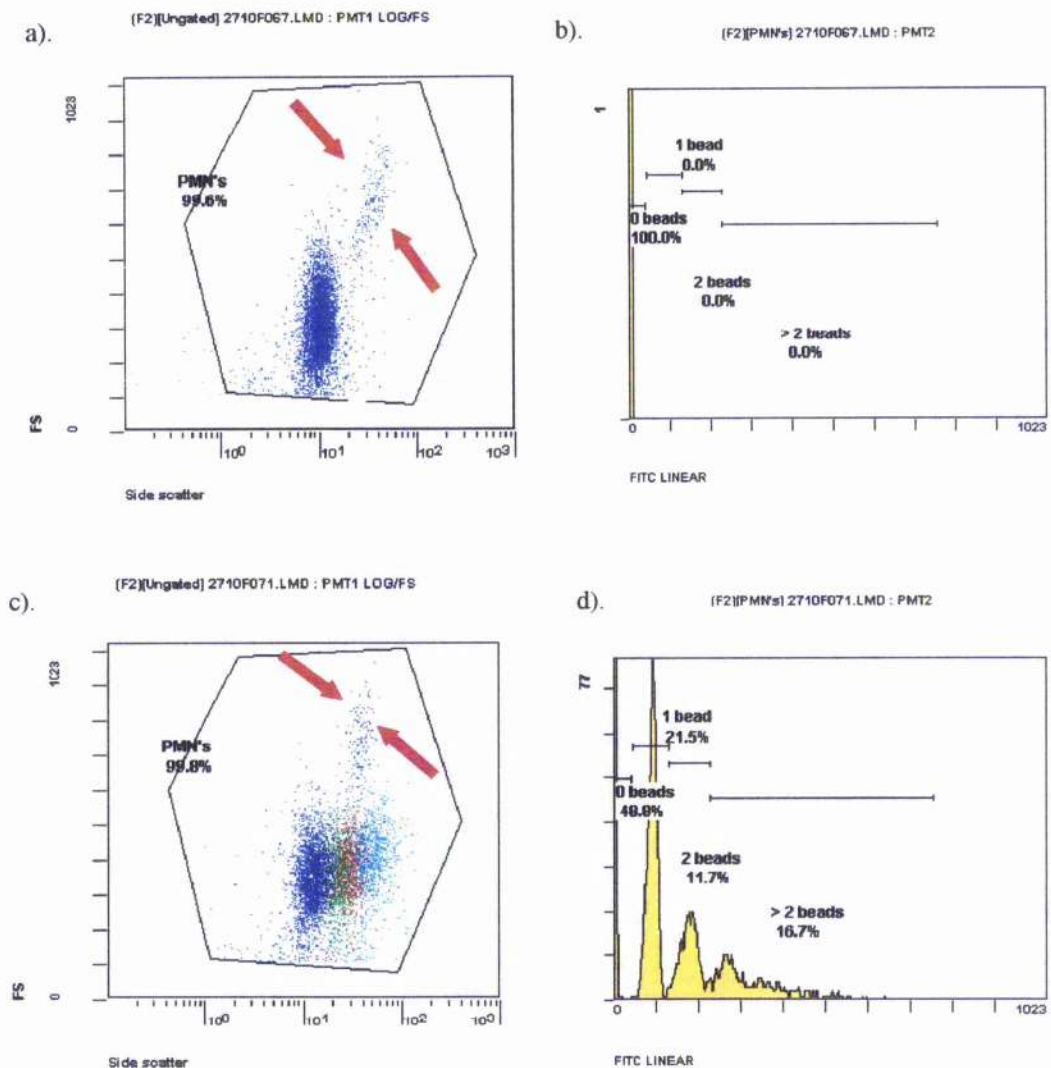 a).
(F2)[Ungated] 2710F067.LMD : PMT1 LOG/FS
1023
PMN's
99.6%
FS
0
10⁰ 10¹ 10² 10³
Side scatter
b).
(F2)[PMN's] 2710F067.LMD : PMT2
1
1 bead
0.0%
0 beads
100.0%
2 beads
0.0%
> 2 beads
0.0%
0 1023
FITC LINEAR
c).
(F2)[Ungated] 2710F071.LMD : PMT1 LOG/FS
1023
PMN's
99.8%
FS
0
10⁰ 10¹ 10² 10³
Side scatter
d).
(F2)[PMN's] 2710F071.LMD : PMT2
77
1 bead
21.5%
0 beads
2 beads
11.7%
> 2 beads
16.7%
0 1023
FITC LINEAR